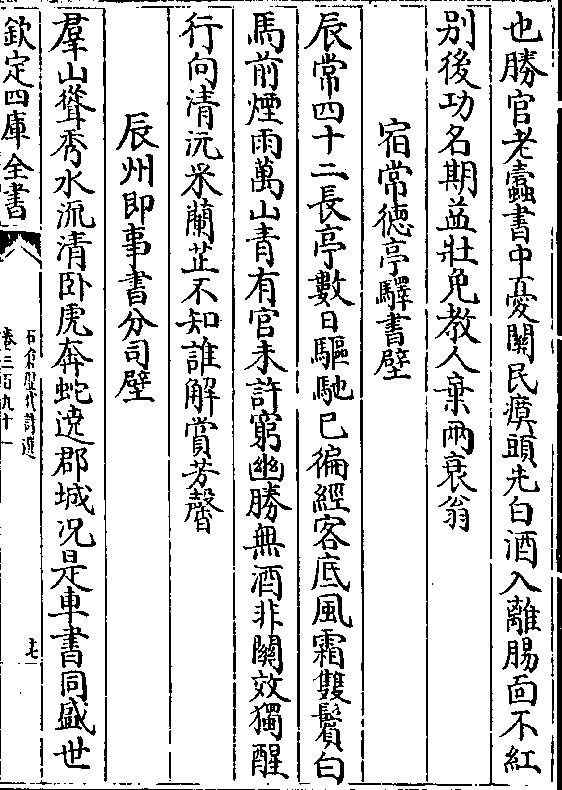 也勝官老蠹書中憂關民瘼頭先白酒入離腸面不紅
別後功名期益壯免教人棄兩衰翁
宿常徳亭驛書壁
辰常四十二長亭數日驅馳已徧經客底風霜雙鬢白
馬前煙雨萬山青有官未許窮幽勝無酒非關效獨醒
行向清沅采蘭芷不知誰解賞芳馨
辰州即事書分司壁
羣山聳秀水流清卧虎奔蛇遶郡城况是車書同盛世
欽定四庫全書
石倉歷代詩選
卷三百九十一
十七